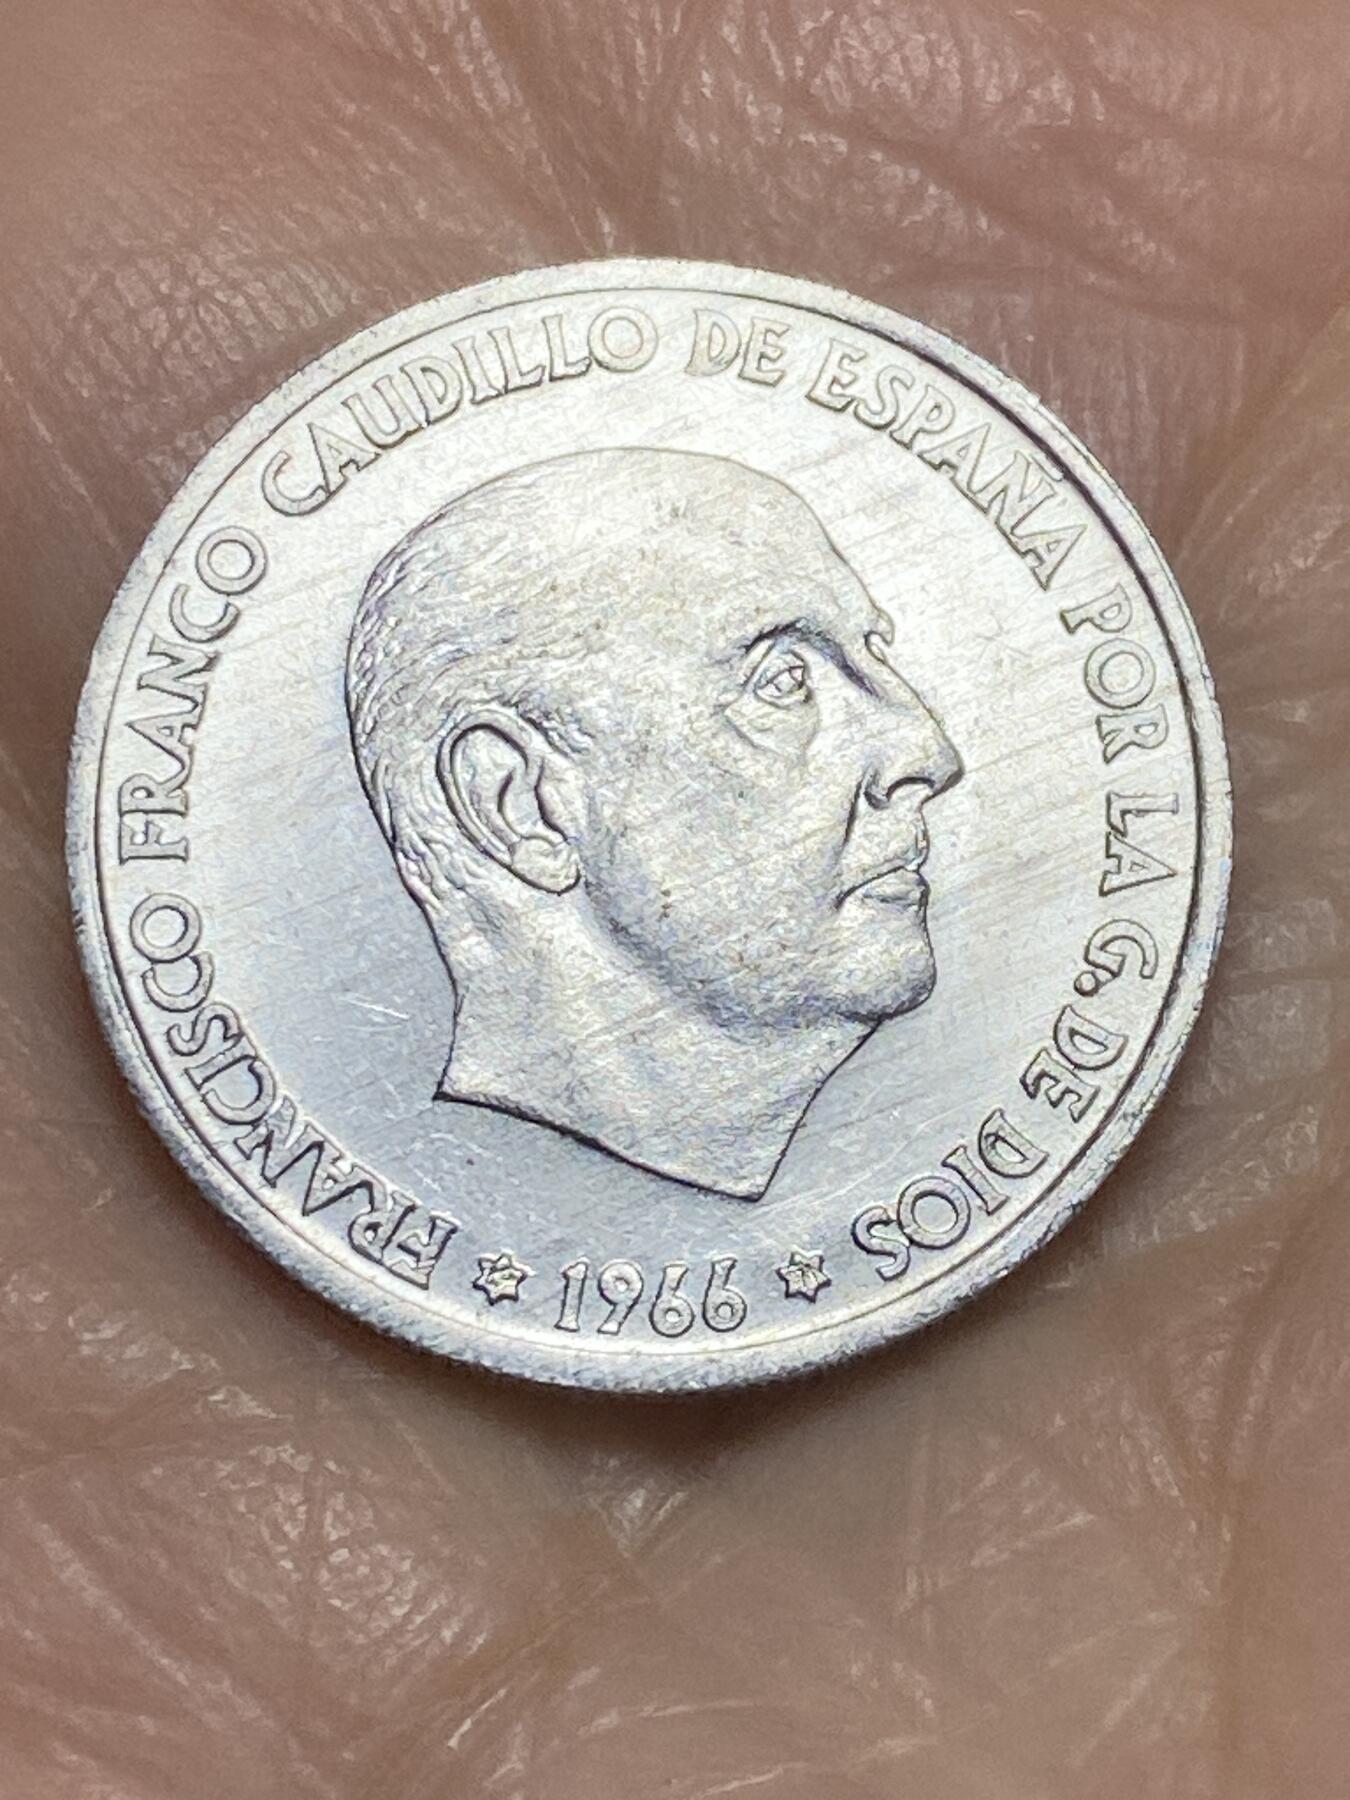 FRANCISCO FRANCO CAUDILLO DE ESPAÑA POR LA G. DE DIOS
1966